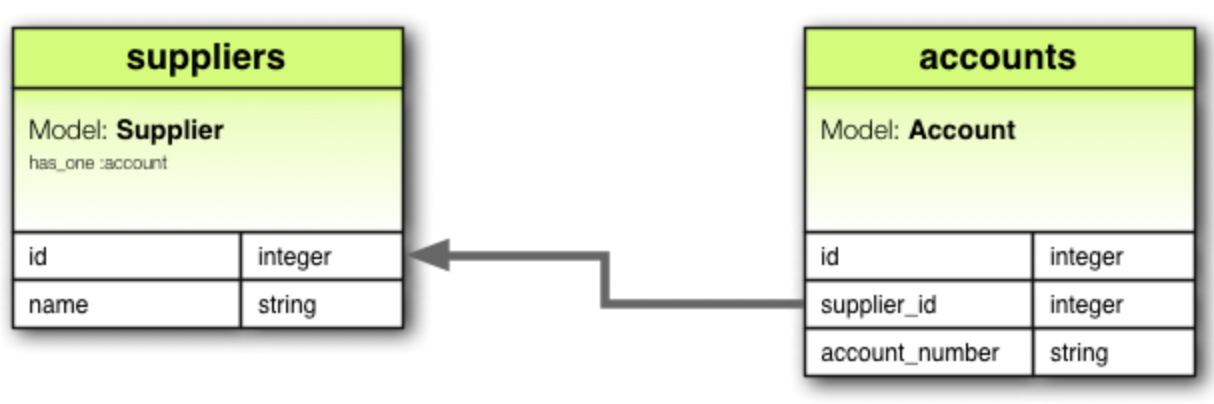 suppliers
Model: Supplier
has_one :account
id integer
name string
accounts
Model: Account
id integer
supplier_id integer
account_number string